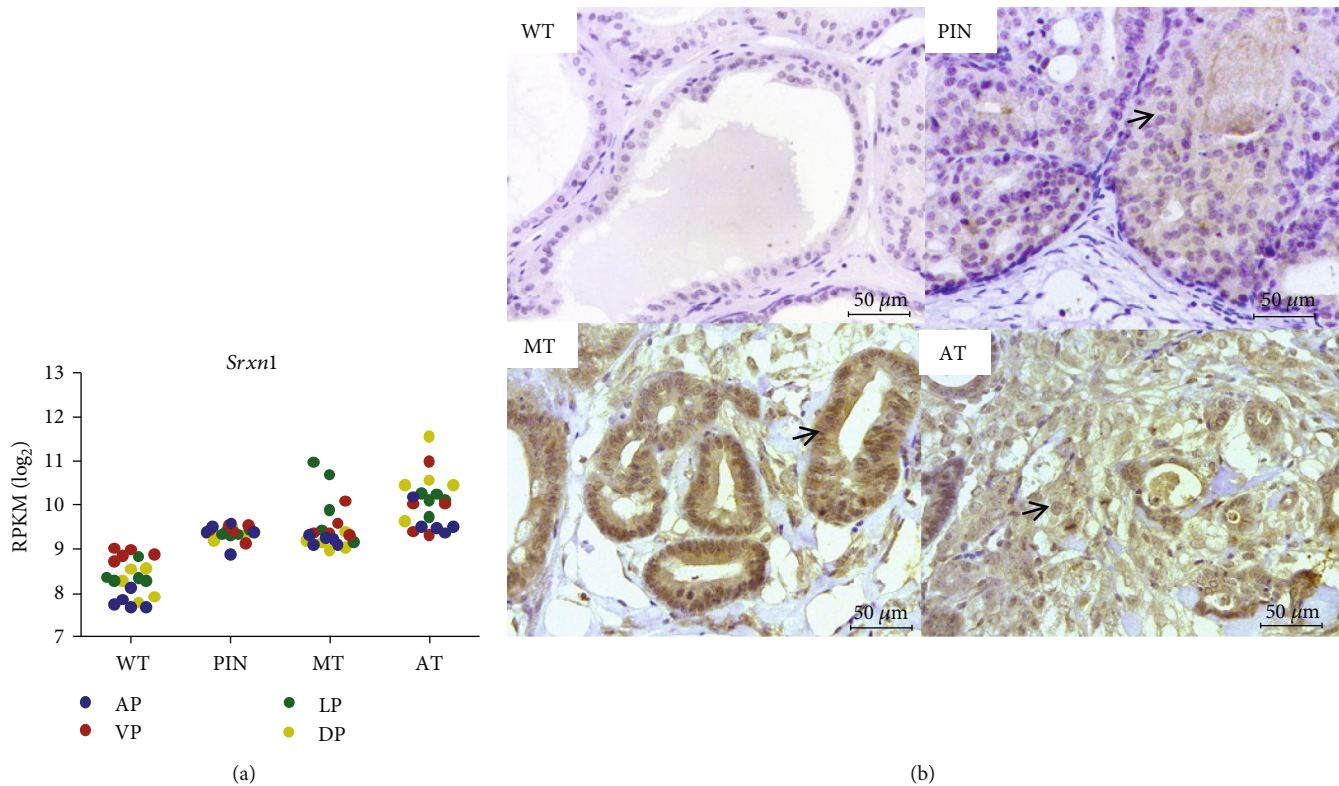 Srxn1
RPKM (log2)
13
12
11
10
9
8
7
WT PIN MT AT
AP LP
VP DP
(a)
WT
50 μm
PIN
50 μm
MT
50 μm
AT
50 μm
(b)